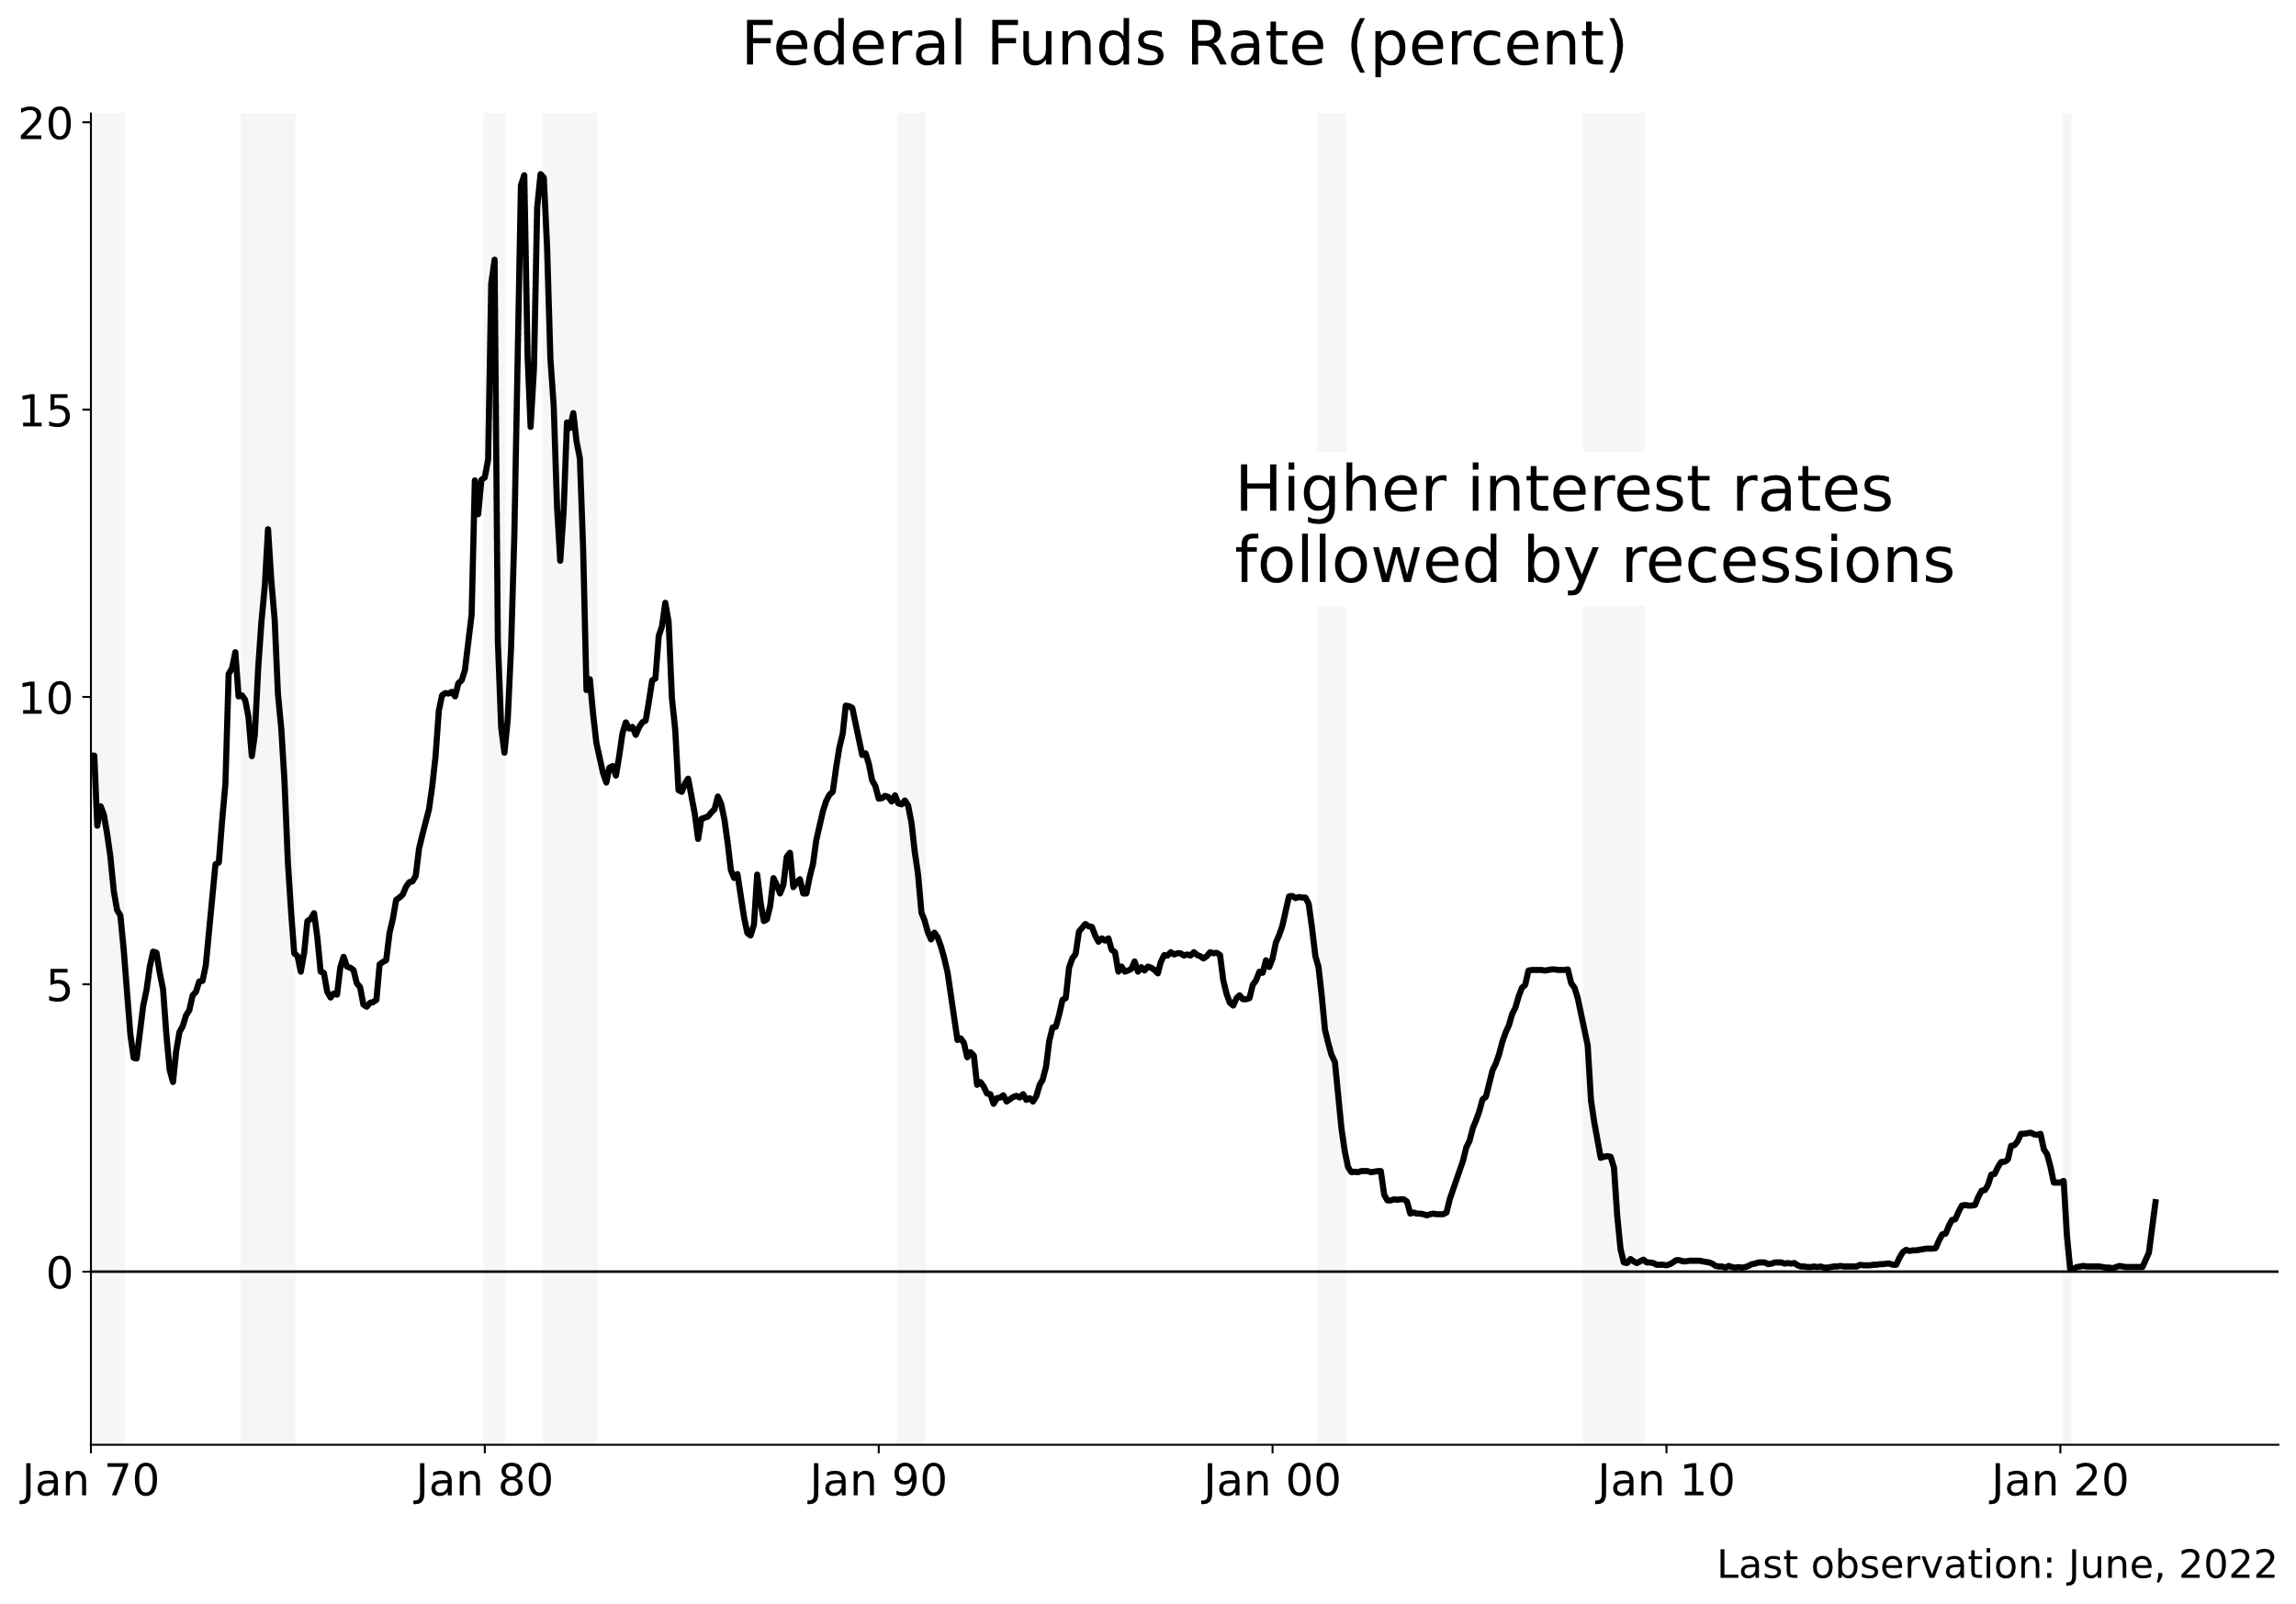 Federal Funds Rate (percent)
20
15
10
5
0
Higher interest rates
followed by recessions
Jan 70
Jan 80
Jan 90
Jan 00
Jan 10
Jan 20
Last observation: June, 2022